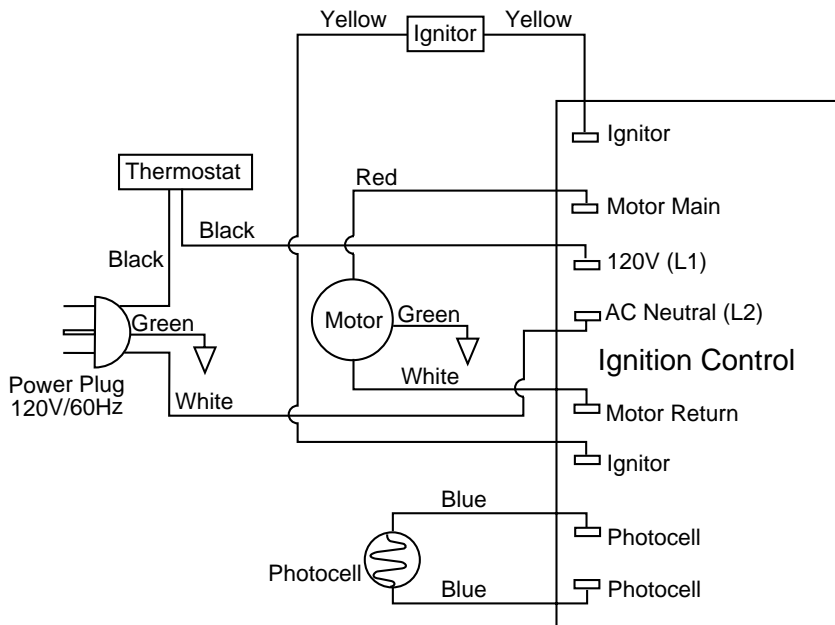 Yellow
Ignitor
Yellow
Ignitor
Thermostat
Red
Motor Main
Black
120V (L1)
Black
AC Neutral (L2)
Green
Motor
Green
Ignition Control
Power Plug
120V/60Hz
White
White
Motor Return
Ignitor
Blue
Photocell
Photocell
Blue
Photocell